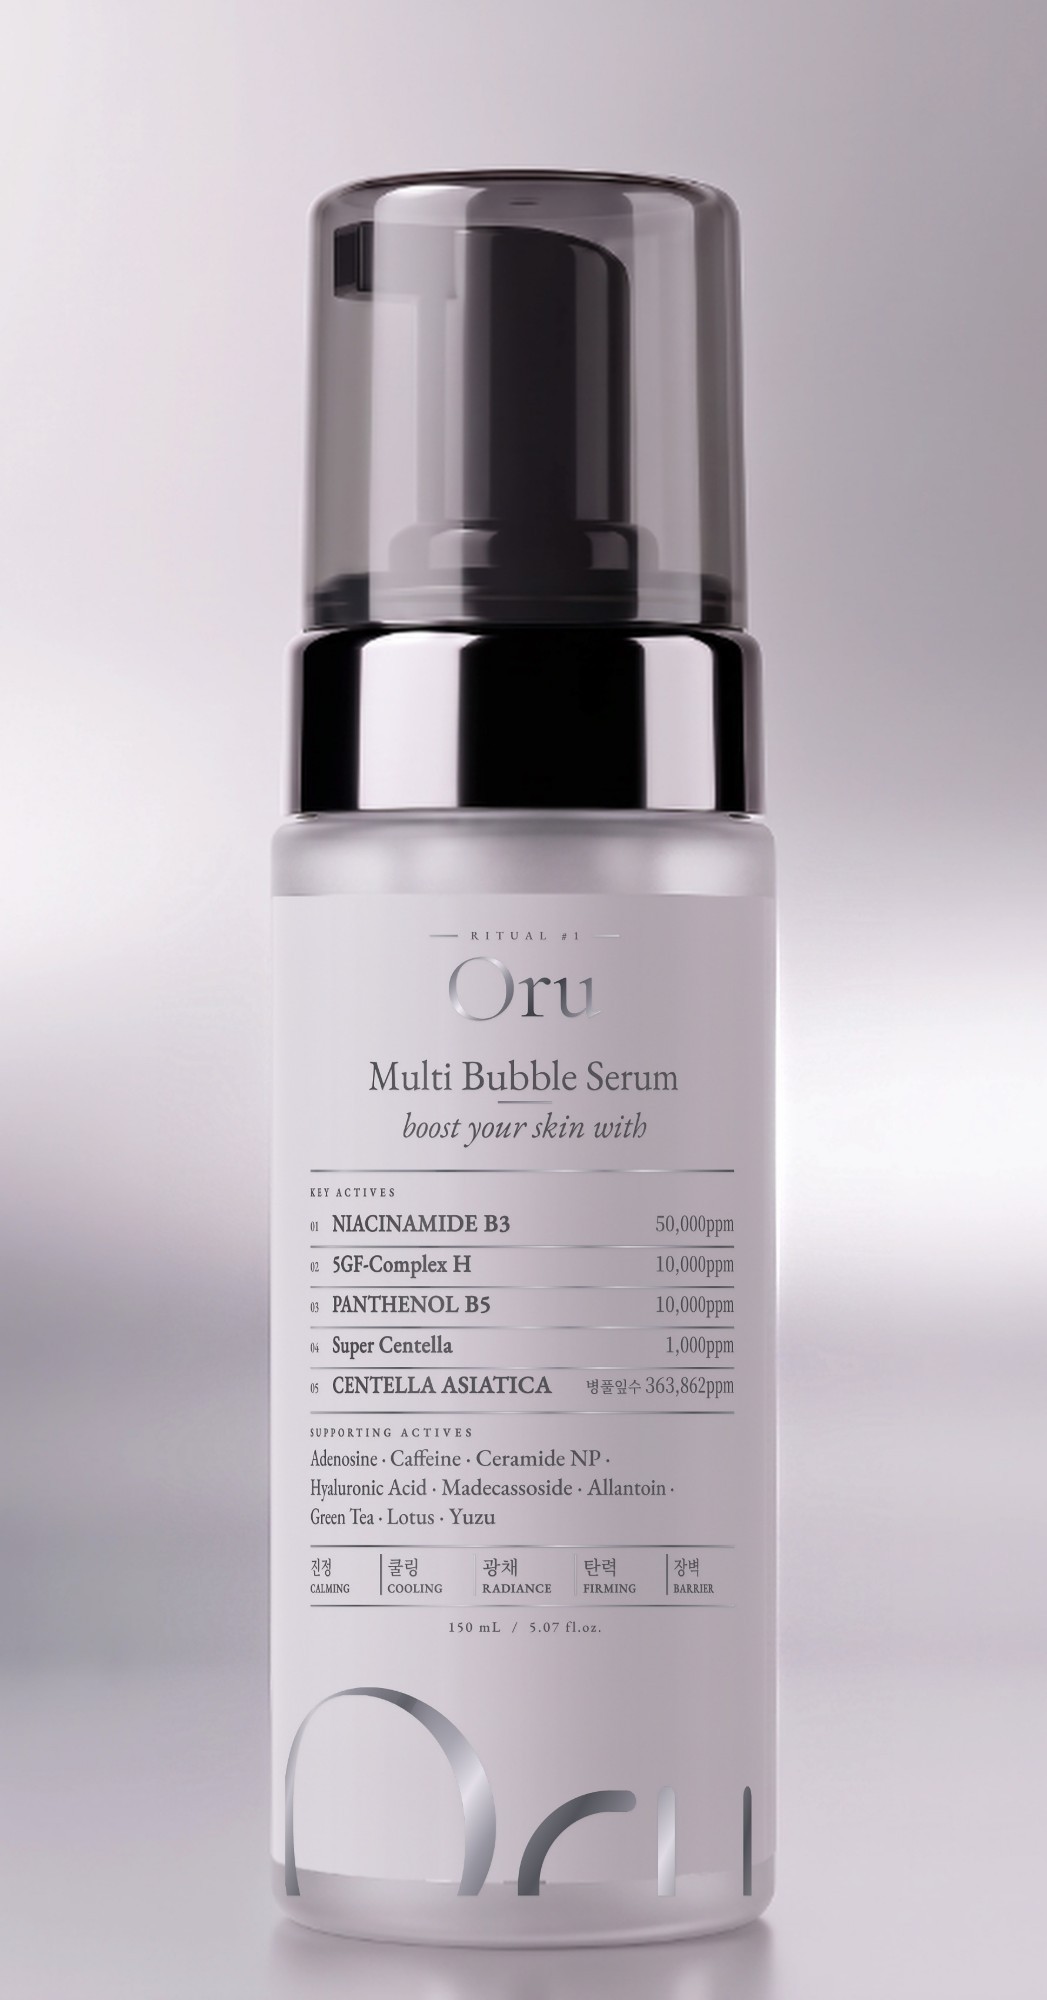 RITUAL #1
Oru
Multi Bubble Serum
boost your skin with
KEY ACTIVES
01 NIACINAMIDE B3 50,000ppm
02 5GF-Complex H 10,000ppm
03 PANTHENOL B5 10,000ppm
04 Super Centella 1,000ppm
05 CENTELLA ASIATICA 병풀잎수 363,862ppm
SUPPORTING ACTIVES
Adenosine · Caffeine · Ceramide NP ·
Hyaluronic Acid · Madecassoside · Allantoin ·
Green Tea · Lotus · Yuzu
진정 쿨링 광채 탄력 장벽
CALMING COOLING RADIANCE FIRMING BARRIER
150 mL / 5.07 fl.oz.
Oru